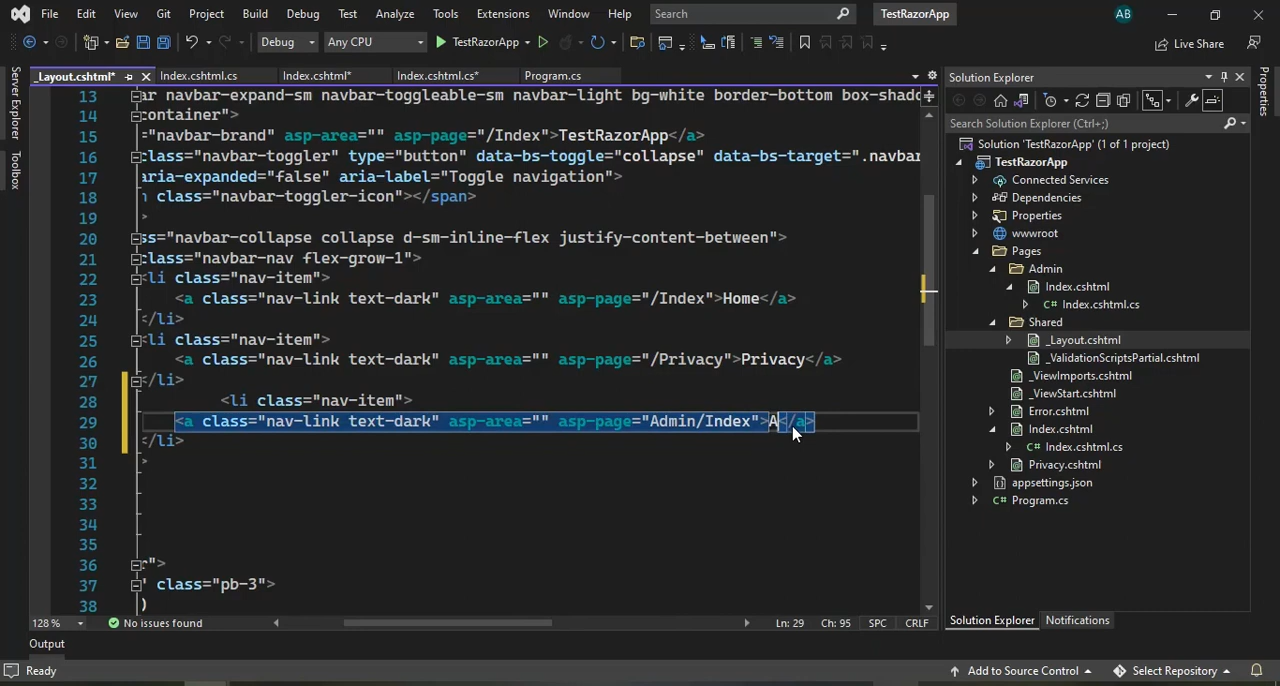 File Edit View Git Project Build Debug Test Analyze Tools Extensions Window Help Search TestRazorApp AB
Debug Any CPU TestRazorApp Live Share
Server Explorer
Toolbox
_Layout.cshtml* Index.cshtml.cs Index.cshtml* Index.cshtml.cs* Program.cs
13 ar navbar-expand-sm navbar-toggleable-sm navbar-light bg-white border-bottom box-shado
14 container">
15 ="navbar-brand" asp-area="" asp-page="/Index">TestRazorApp</a>
16 class="navbar-toggler" type="button" data-bs-toggle="collapse" data-bs-target=".navbar
17 aria-expanded="false" aria-label="Toggle navigation">
18 n class="navbar-toggler-icon"></span>
19 >
20 ss="navbar-collapse collapse d-sm-inline-flex justify-content-between">
21 class="navbar-nav flex-grow-1">
22 <li class="nav-item">
23 <a class="nav-link text-dark" asp-area="" asp-page="/Index">Home</a>
24 </li>
25 <li class="nav-item">
26 <a class="nav-link text-dark" asp-area="" asp-page="/Privacy">Privacy</a>
27 </li>
28 <li class="nav-item">
29 <a class="nav-link text-dark" asp-area="" asp-page="Admin/Index">A</a>
30 </li>
31 >
32
33
34
35
36 r">
37 " class="pb-3">
38 )
128 % No issues found Ln: 29 Ch: 95 SPC CRLF
Output
Ready Add to Source Control Select Repository
Solution Explorer
Search Solution Explorer (Ctrl+;)
Solution 'TestRazorApp' (1 of 1 project)
TestRazorApp
Connected Services
Dependencies
Properties
wwwroot
Pages
Admin
Index.cshtml
C# Index.cshtml.cs
Shared
_Layout.cshtml
_ValidationScriptsPartial.cshtml
_ViewImports.cshtml
_ViewStart.cshtml
Error.cshtml
Index.cshtml
C# Index.cshtml.cs
Privacy.cshtml
appsettings.json
C# Program.cs
Solution Explorer Notifications
Properties